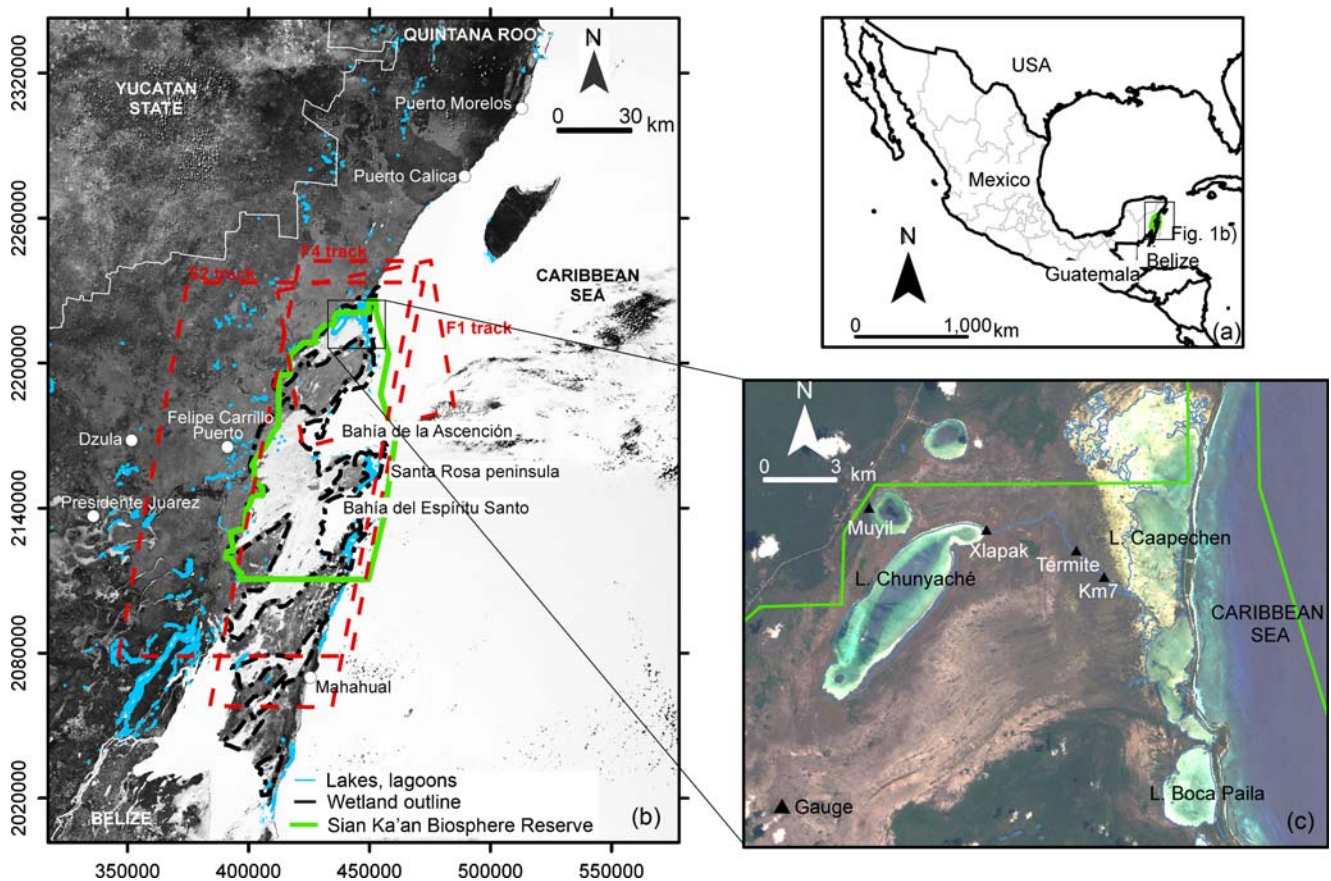 QUINTANA ROO
N
0 30
km
YUCATAN
STATE
Puerto Morelos
Puerto Calica
F4 track
F2 track
CARIBBEAN
SEA
F1 track
Felipe Carrillo
Puerto
Dzula
Bahía de la Ascención
Santa Rosa peninsula
Presidente Juarez
Bahía del Espíritu Santo
Mahahual
Lakes, lagoons
Wetland outline
Sian Ka'an Biosphere Reserve
BELIZE
(b)
2320000
2260000
2200000
2140000
2080000
2020000
350000 400000 450000 500000 550000
USA
Mexico
N
Fig. 1b)
Belize
Guatemala
0 1,000
km
(a)
N
0 3
km
Muyil
Xlapak
L. Caapechen
Térmite
L. Chunyaché
Km7
CARIBBEAN
SEA
L. Boca Paila
Gauge
(c)